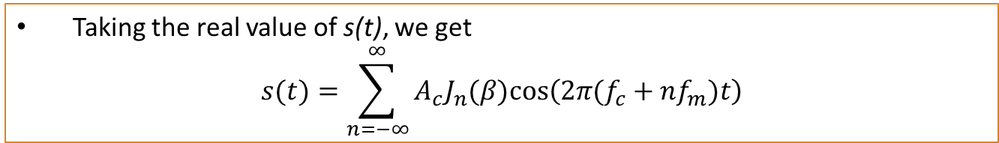 • Taking the real value of s(t), we get
s(t) = ∑_{n=−∞}^{∞} A_c J_n(β)cos(2π(f_c + nf_m)t)